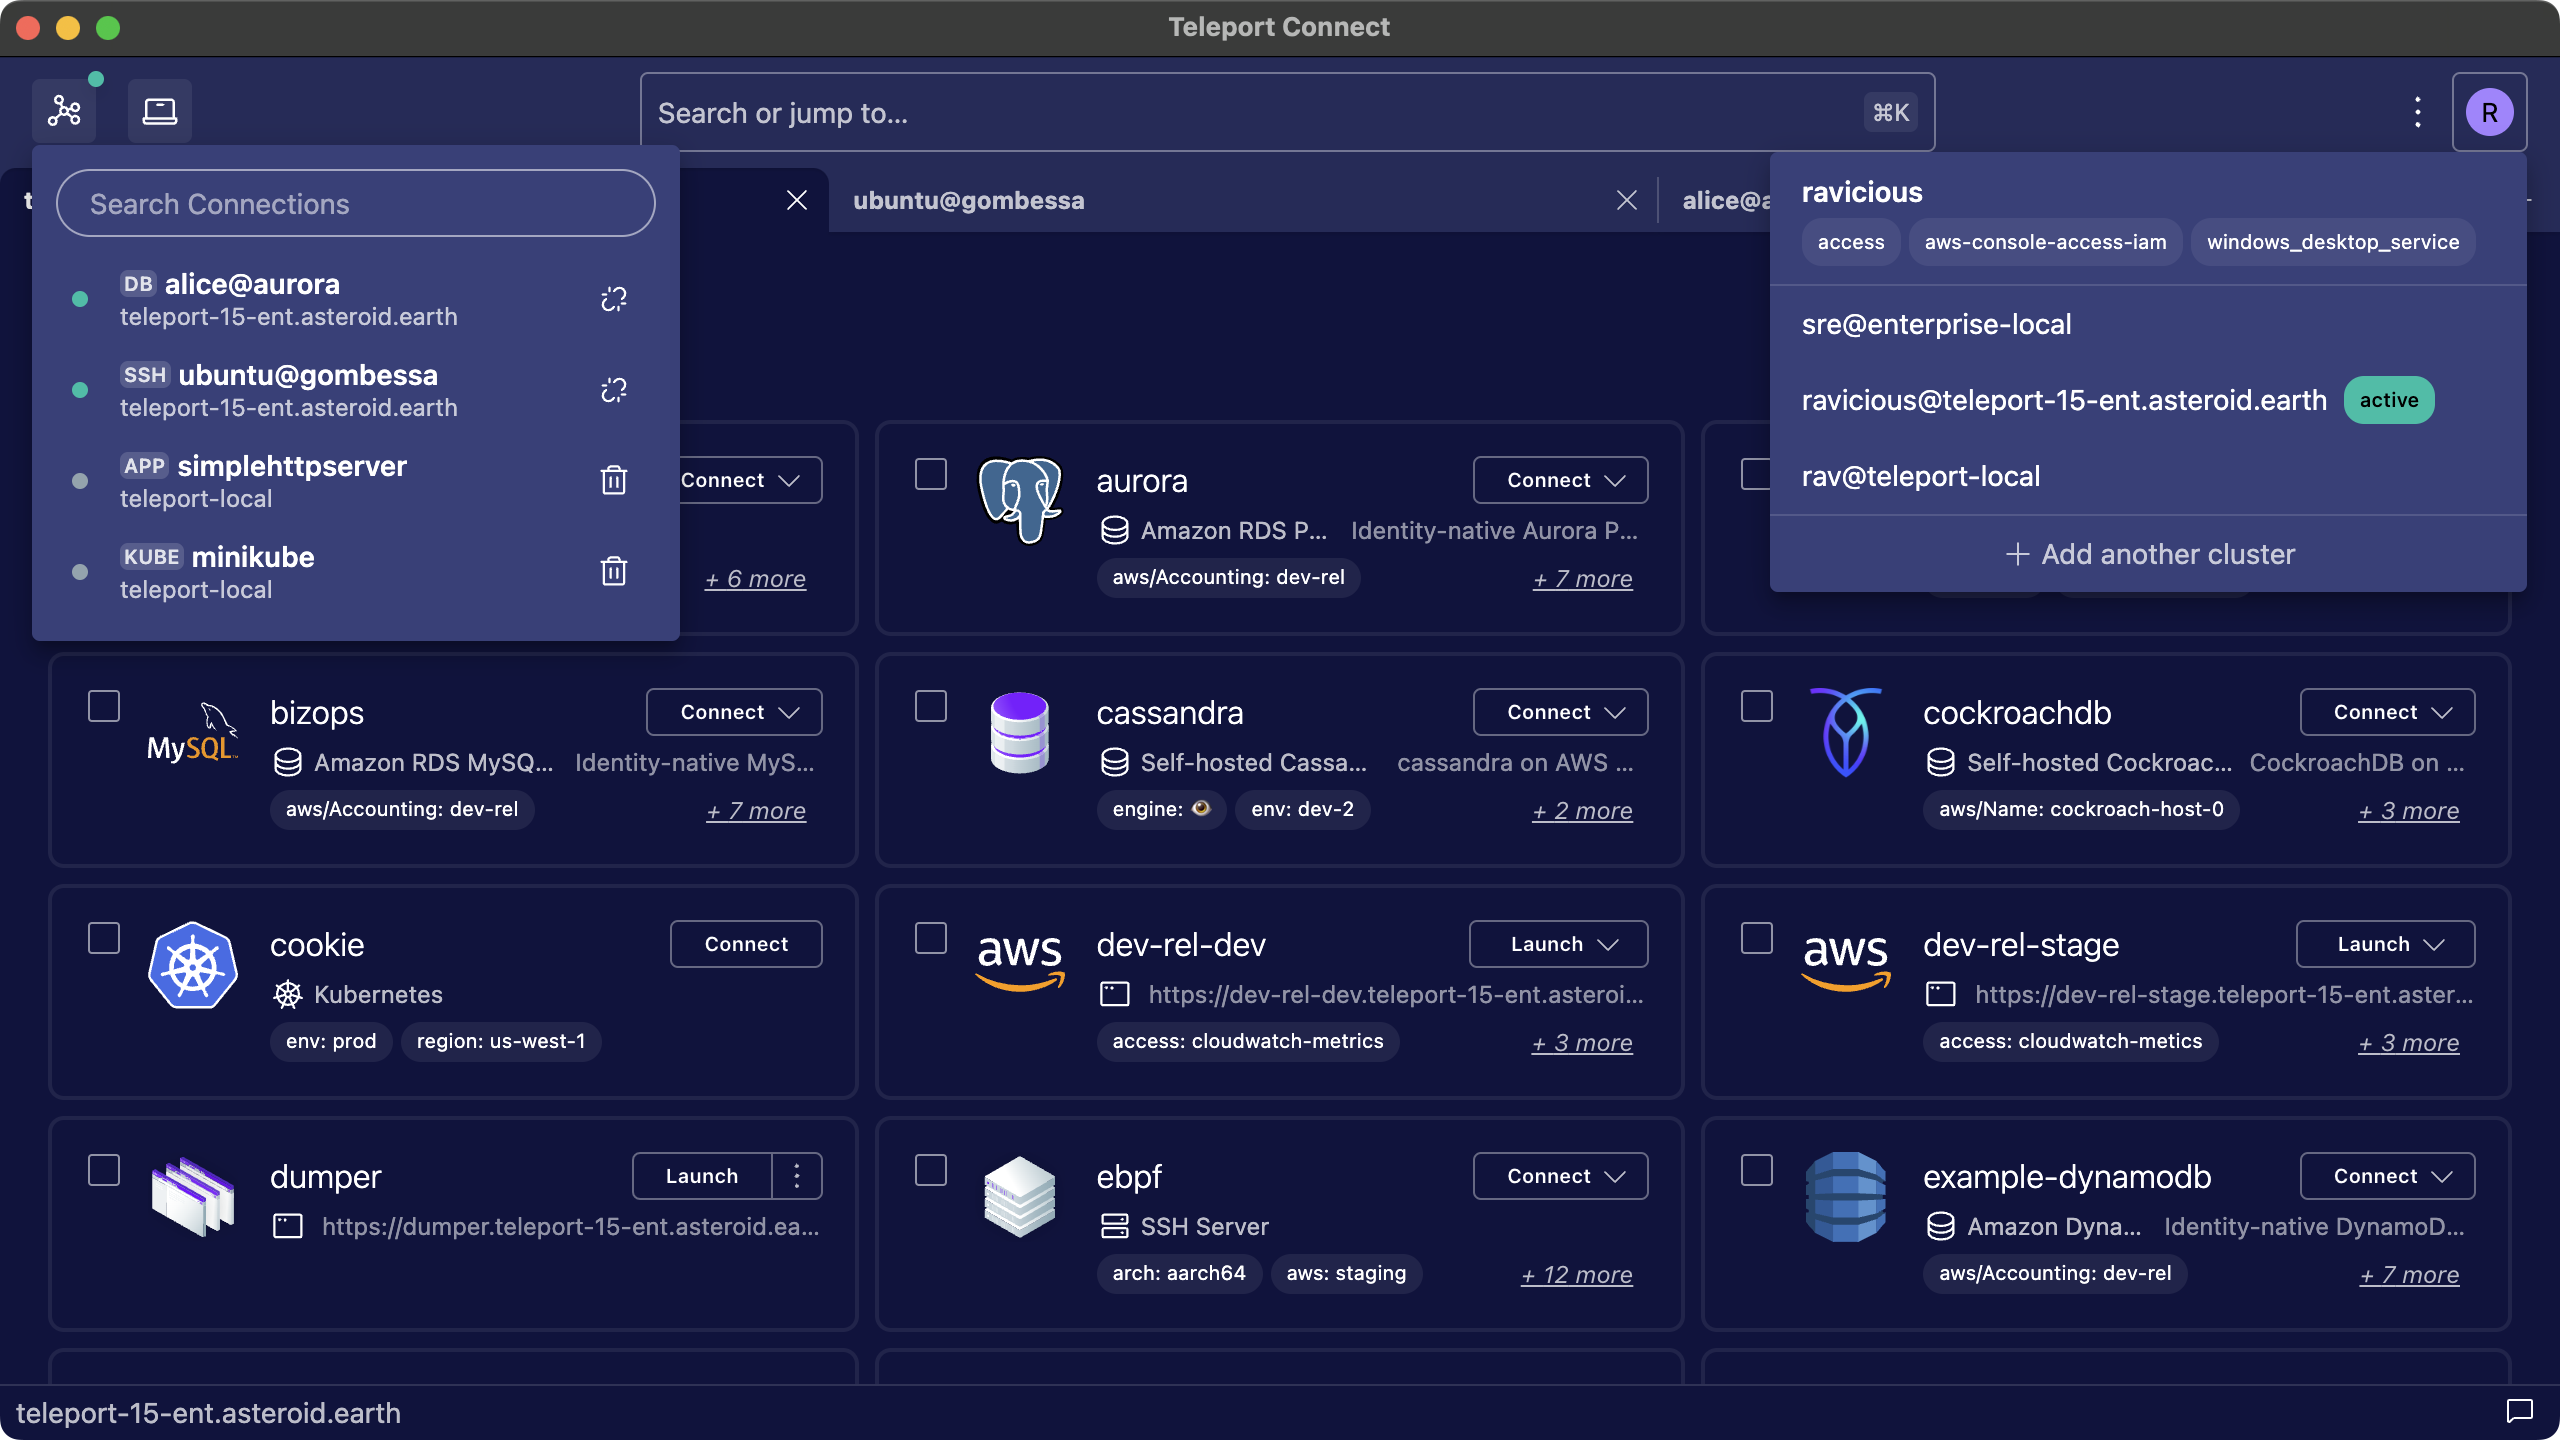 Teleport Connect
Search or jump to...
⌘K
R
Search Connections
DB alice@aurora
teleport-15-ent.asteroid.earth
SSH ubuntu@gombessa
teleport-15-ent.asteroid.earth
APP simplehttpserver
teleport-local
KUBE minikube
teleport-local
ubuntu@gombessa
alice@a
ravicious
access aws-console-access-iam windows_desktop_service
sre@enterprise-local
ravicious@teleport-15-ent.asteroid.earth active
rav@teleport-local
+ Add another cluster
Connect
+ 6 more
aurora
Connect
Amazon RDS P... Identity-native Aurora P...
aws/Accounting: dev-rel
+ 7 more
bizops
Connect
MySQL
Amazon RDS MySQ... Identity-native MyS...
aws/Accounting: dev-rel
+ 7 more
cassandra
Connect
Self-hosted Cassa... cassandra on AWS ...
engine: 👁 env: dev-2
+ 2 more
cockroachdb
Connect
Self-hosted Cockroac... CockroachDB on ...
aws/Name: cockroach-host-0
+ 3 more
cookie
Connect
Kubernetes
env: prod region: us-west-1
aws
dev-rel-dev
Launch
https://dev-rel-dev.teleport-15-ent.asteroi...
access: cloudwatch-metrics
+ 3 more
aws
dev-rel-stage
Launch
https://dev-rel-stage.teleport-15-ent.aster...
access: cloudwatch-metics
+ 3 more
dumper
Launch
https://dumper.teleport-15-ent.asteroid.ea...
ebpf
Connect
SSH Server
arch: aarch64 aws: staging
+ 12 more
example-dynamodb
Connect
Amazon Dyna... Identity-native DynamoD...
aws/Accounting: dev-rel
+ 7 more
teleport-15-ent.asteroid.earth